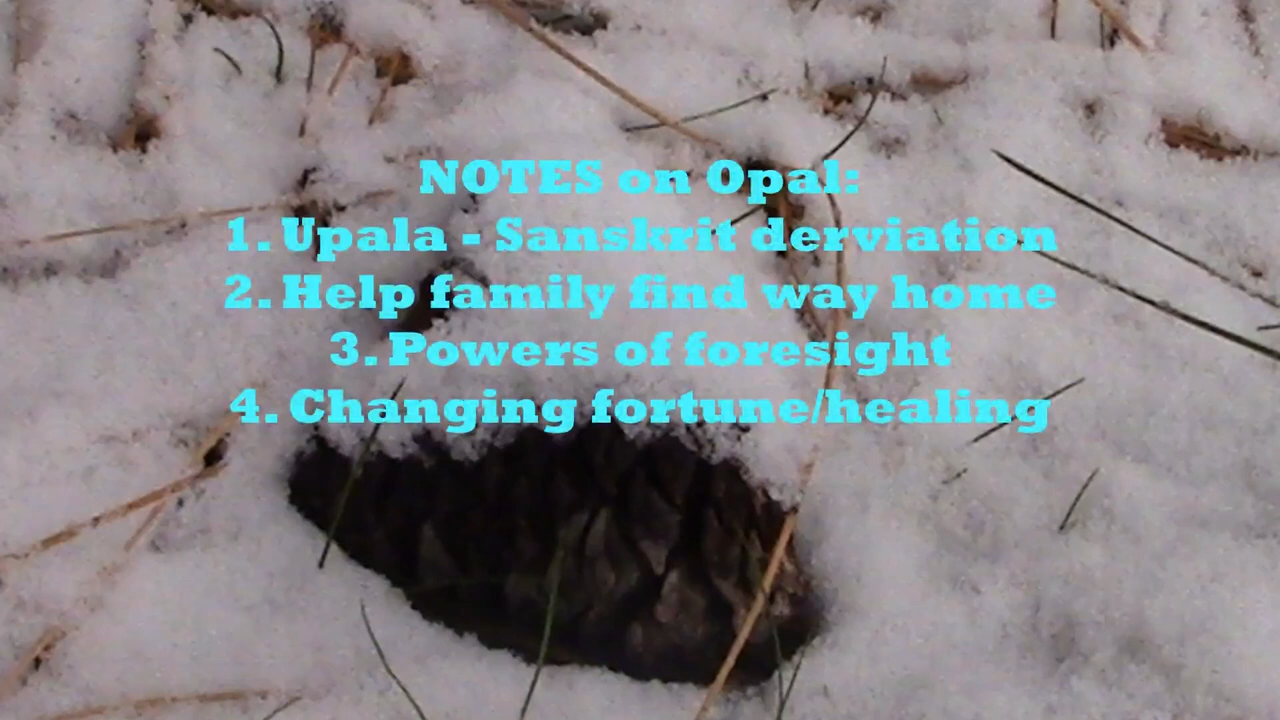 NOTES on Opal:
1. Upala - Sanskrit derviation
2. Help family find way home
3. Powers of foresight
4. Changing fortune/healing